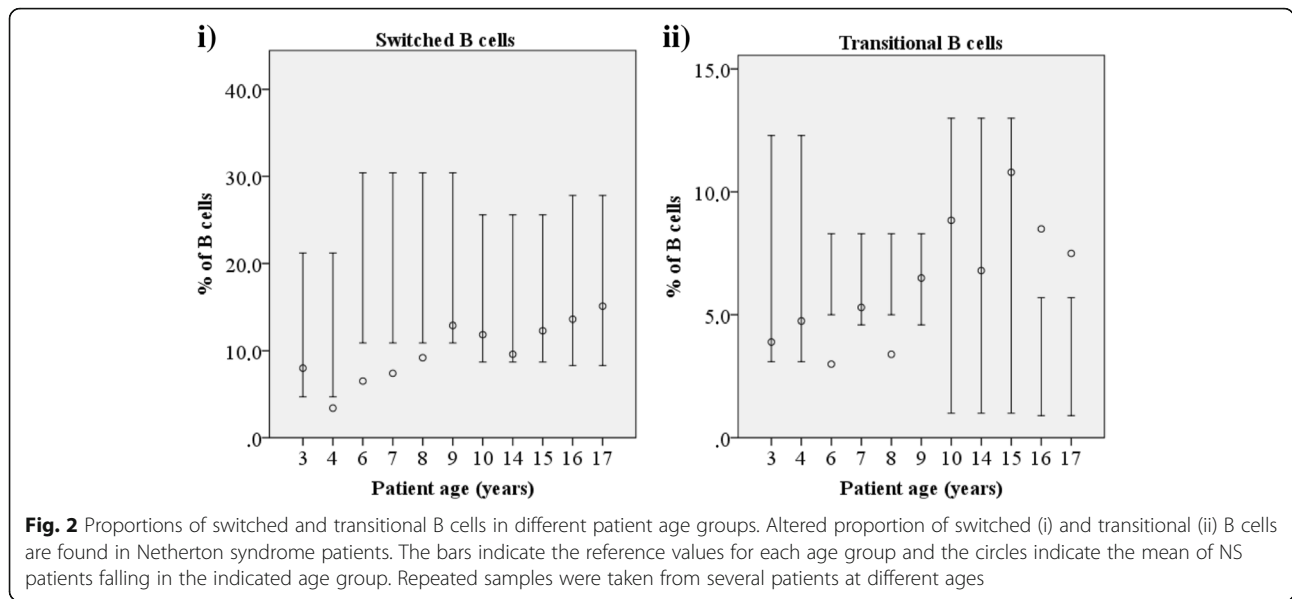 i)
Switched B cells
% of B cells
40.0
30.0
20.0
10.0
.0
3 4 6 7 8 9 10 14 15 16 17
Patient age (years)
ii)
Transitional B cells
% of B cells
15.0
10.0
5.0
.0
3 4 6 7 8 9 10 14 15 16 17
Patient age (years)
Fig. 2 Proportions of switched and transitional B cells in different patient age groups. Altered proportion of switched (i) and transitional (ii) B cells
are found in Netherton syndrome patients. The bars indicate the reference values for each age group and the circles indicate the mean of NS
patients falling in the indicated age group. Repeated samples were taken from several patients at different ages